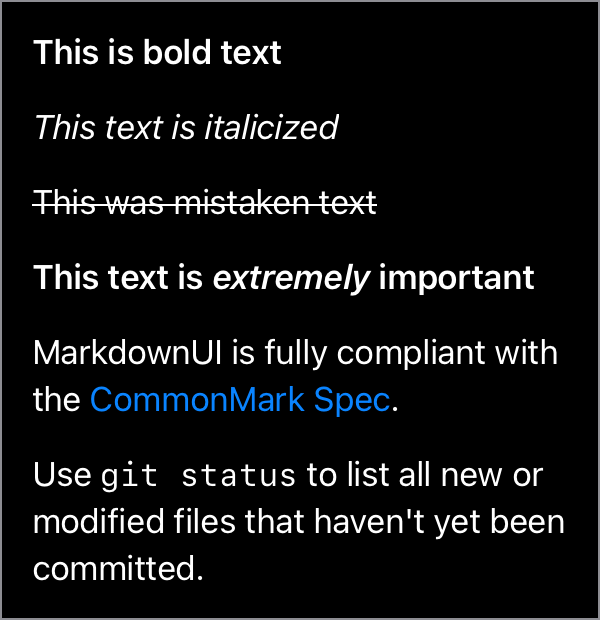 This is bold text
This text is italicized
This was mistaken text
This text is extremely important
MarkdownUI is fully compliant with
the CommonMark Spec.
Use git status to list all new or
modified files that haven't yet been
committed.